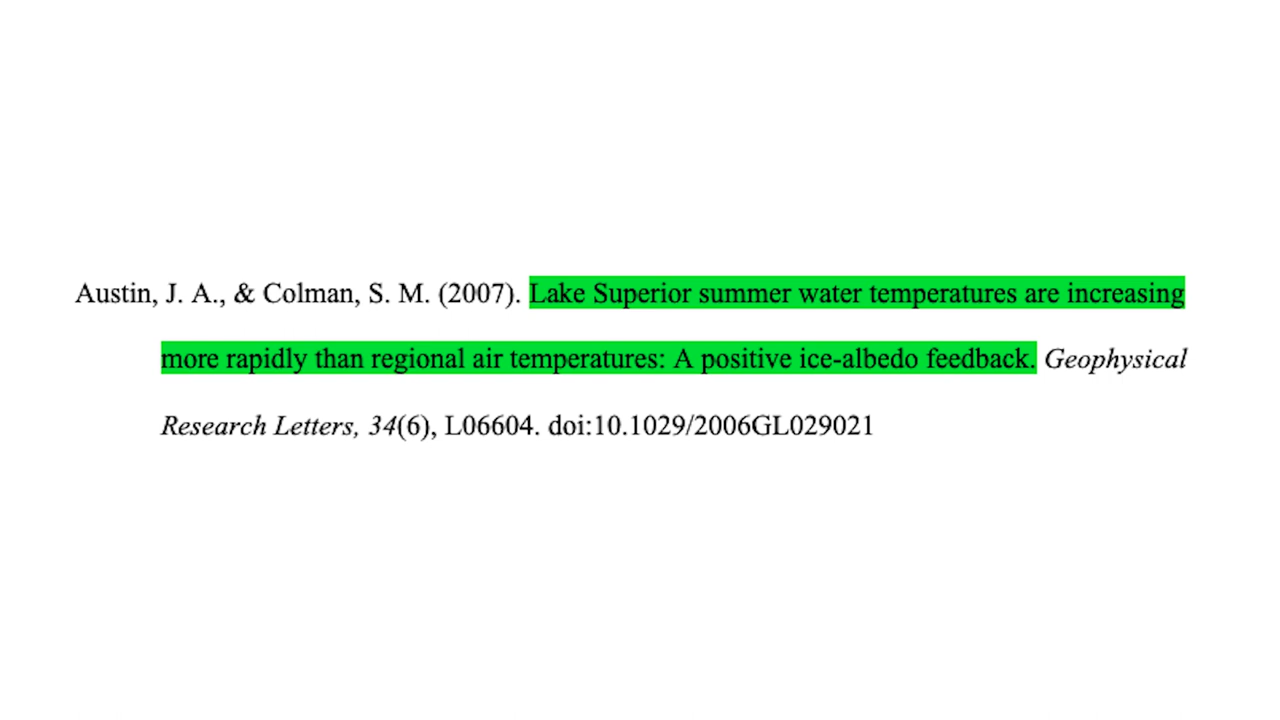 Austin, J. A., & Colman, S. M. (2007). Lake Superior summer water temperatures are increasing
more rapidly than regional air temperatures: A positive ice-albedo feedback. Geophysical
Research Letters, 34(6), L06604. doi:10.1029/2006GL029021